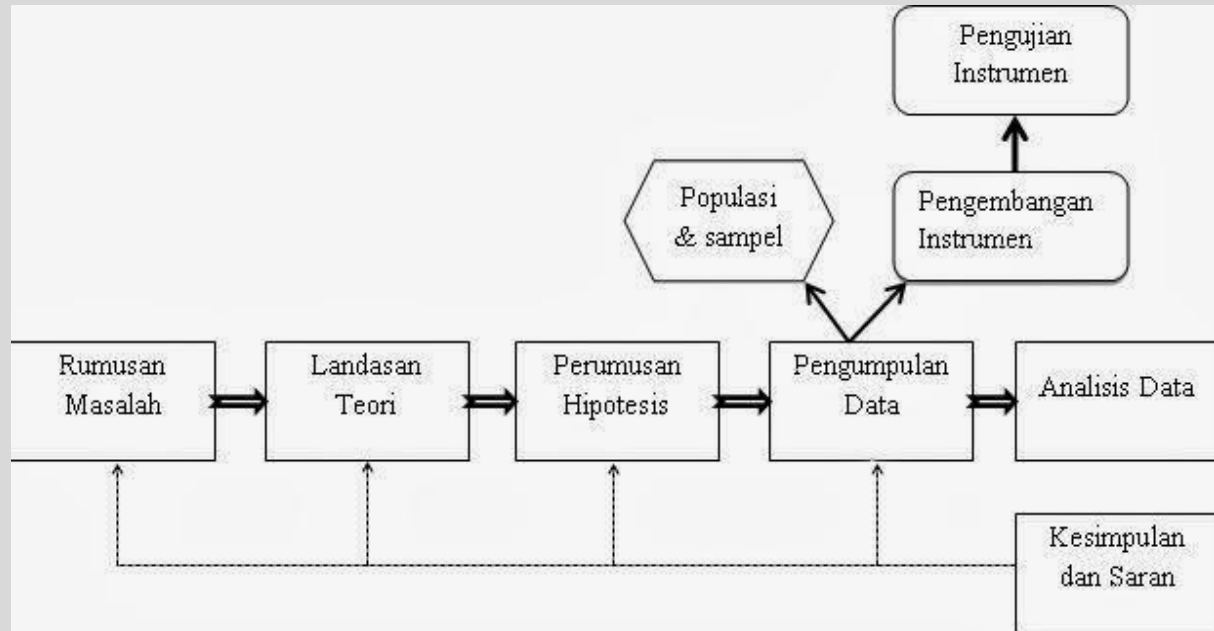 Pengujian
Instrumen
Populasi
& sampel
Pengembangan
Instrumen
Rumusan
Masalah
Landasan
Teori
Perumusan
Hipotesis
Pengumpulan
Data
Analisis Data
Kesimpulan
dan Saran